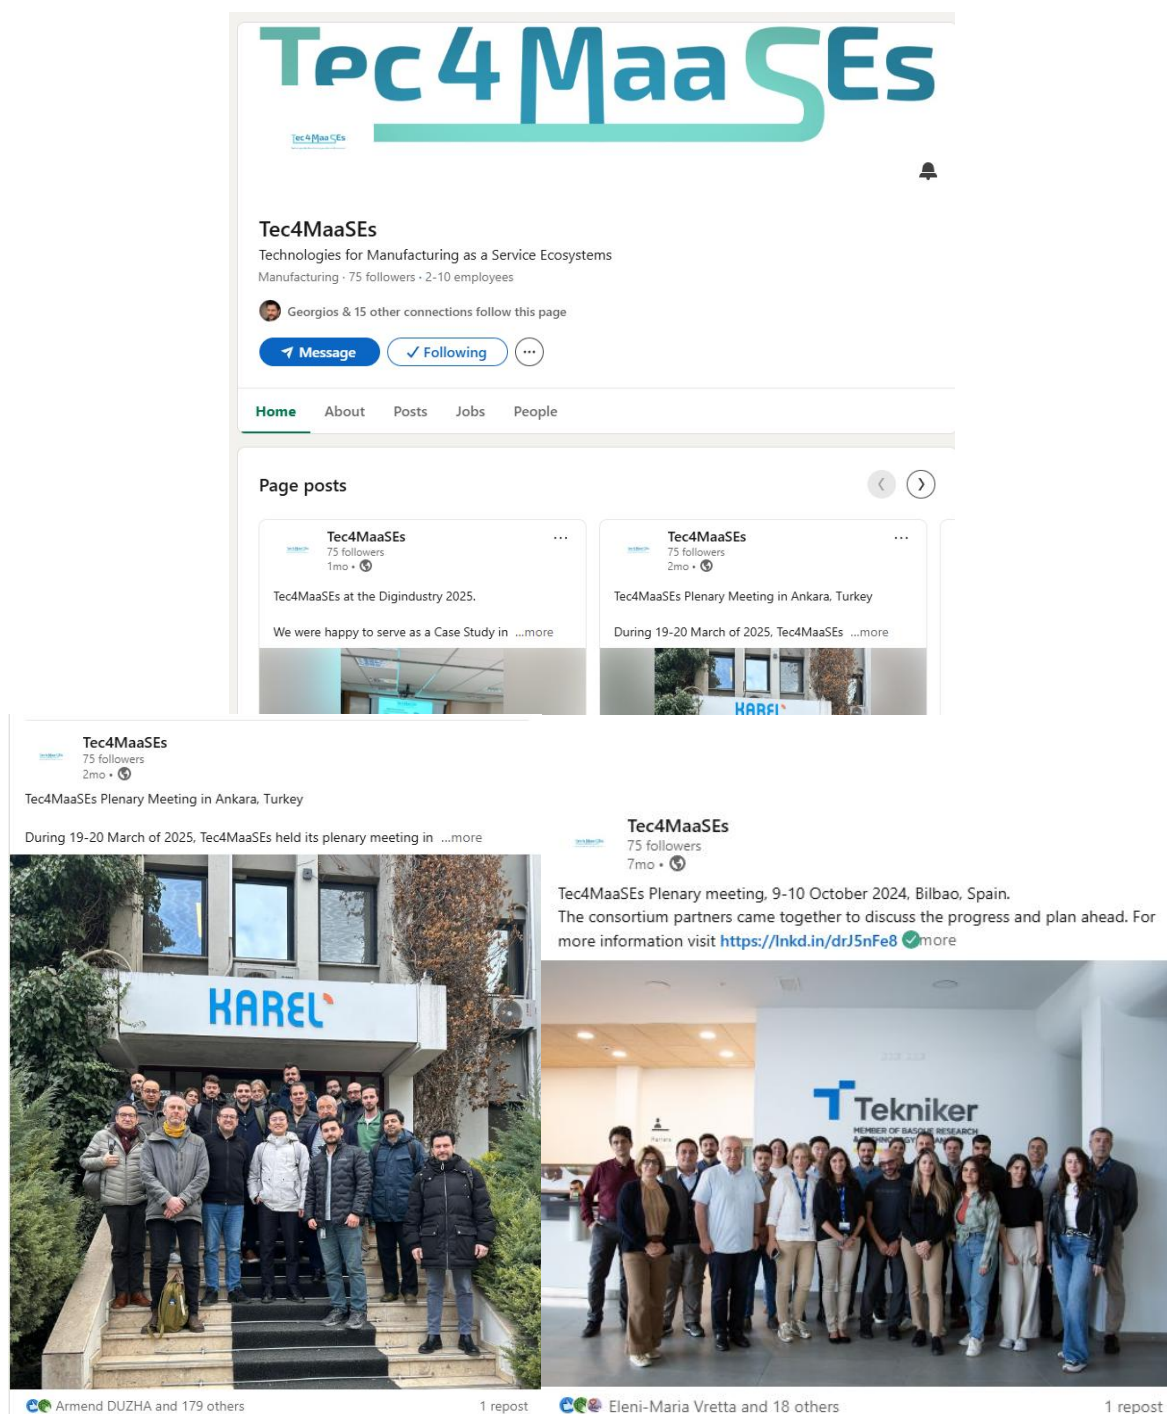 Tec4MaaSEs
Tec4MaaSEs
Tec4MaaSEs
Technologies for Manufacturing as a Service Ecosystems
Manufacturing · 75 followers · 2-10 employees
Georgios & 15 other connections follow this page
Message
Following
Home About Posts Jobs People
Page posts
Tec4MaaSEs
75 followers
1mo •
Tec4MaaSEs at the Digindustry 2025.
We were happy to serve as a Case Study in ...more
Tec4MaaSEs
75 followers
2mo •
Tec4MaaSEs Plenary Meeting in Ankara, Turkey
During 19-20 March of 2025, Tec4MaaSEs ...more
KAREL
Tec4MaaSEs
75 followers
2mo •
Tec4MaaSEs Plenary Meeting in Ankara, Turkey
During 19-20 March of 2025, Tec4MaaSEs held its plenary meeting in ...more
KAREL
Armend DUZHA and 179 others 1 repost
Tec4MaaSEs
75 followers
7mo •
Tec4MaaSEs Plenary meeting, 9-10 October 2024, Bilbao, Spain.
The consortium partners came together to discuss the progress and plan ahead. For
more information visit https://lnkd.in/drJ5nFe8 more
Tekniker
MEMBER OF BASQUE RESEARCH
Eleni-Maria Vretta and 18 others 1 repost